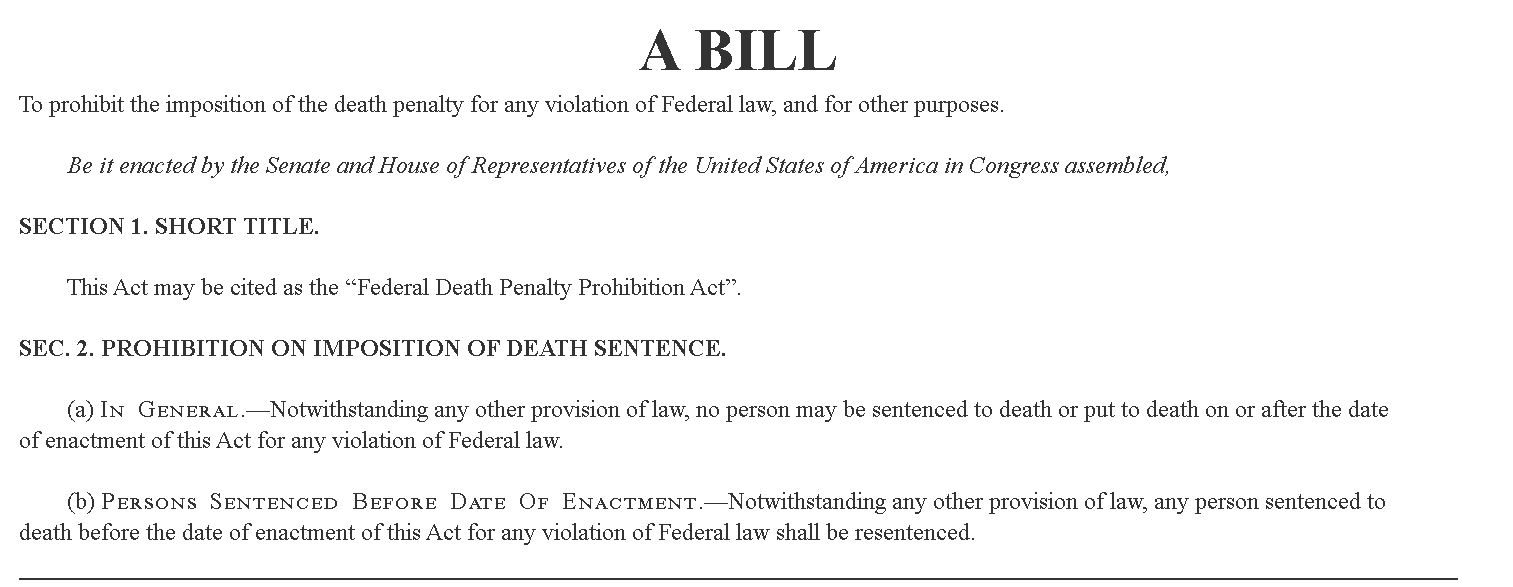 A BILL
To prohibit the imposition of the death penalty for any violation of Federal law, and for other purposes.
Be it enacted by the Senate and House of Representatives of the United States of America in Congress assembled,
SECTION 1. SHORT TITLE.
This Act may be cited as the “Federal Death Penalty Prohibition Act”.
SEC. 2. PROHIBITION ON IMPOSITION OF DEATH SENTENCE.
(a) In General.—Notwithstanding any other provision of law, no person may be sentenced to death or put to death on or after the date
of enactment of this Act for any violation of Federal law.
(b) Persons Sentenced Before Date Of Enactment.—Notwithstanding any other provision of law, any person sentenced to
death before the date of enactment of this Act for any violation of Federal law shall be resentenced.